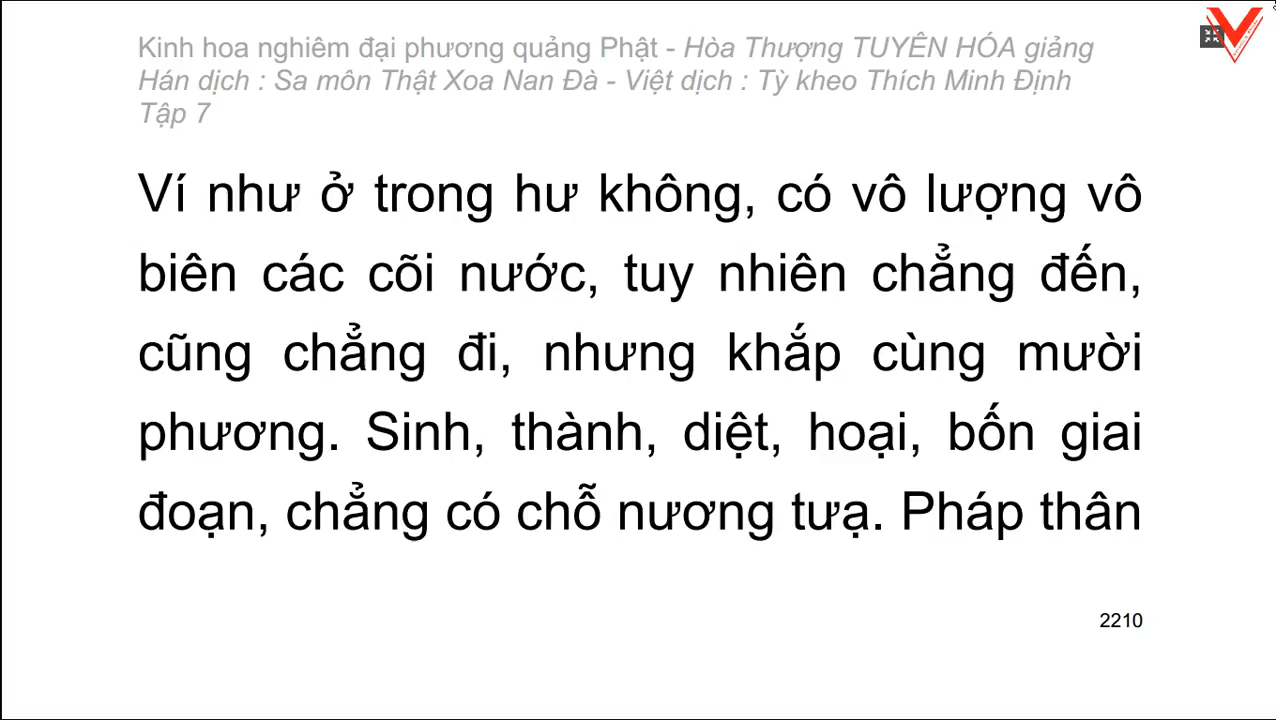 Kinh hoa nghiêm đại phương quảng Phật - Hòa Thượng TUYÊN HÓA giảng
Hán dịch : Sa môn Thật Xoa Nan Đà - Việt dịch : Tỳ kheo Thích Minh Định
Tập 7
Ví như ở trong hư không, có vô lượng vô
biên các cõi nước, tuy nhiên chẳng đến,
cũng chẳng đi, nhưng khắp cùng mười
phương. Sinh, thành, diệt, hoại, bốn giai
đoạn, chẳng có chỗ nương tưạ. Pháp thân
2210